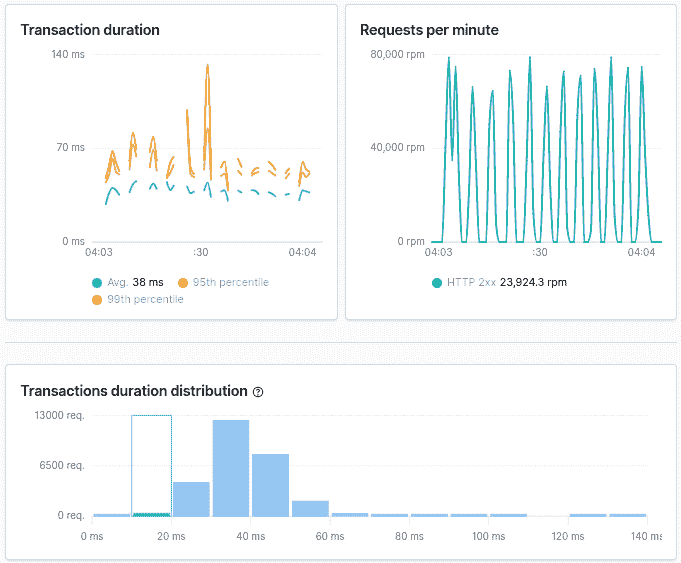 Transaction duration
140 ms
70 ms
0 ms
04:03 :30 04:04
Avg. 38 ms 95th percentile
99th percentile
Requests per minute
80,000 rpm
40,000 rpm
0 rpm
04:03 :30 04:04
HTTP 2xx 23,924.3 rpm
Transactions duration distribution ?
13000 req.
6500 req.
0 req.
0 ms 20 ms 40 ms 60 ms 80 ms 100 ms 120 ms 140 ms